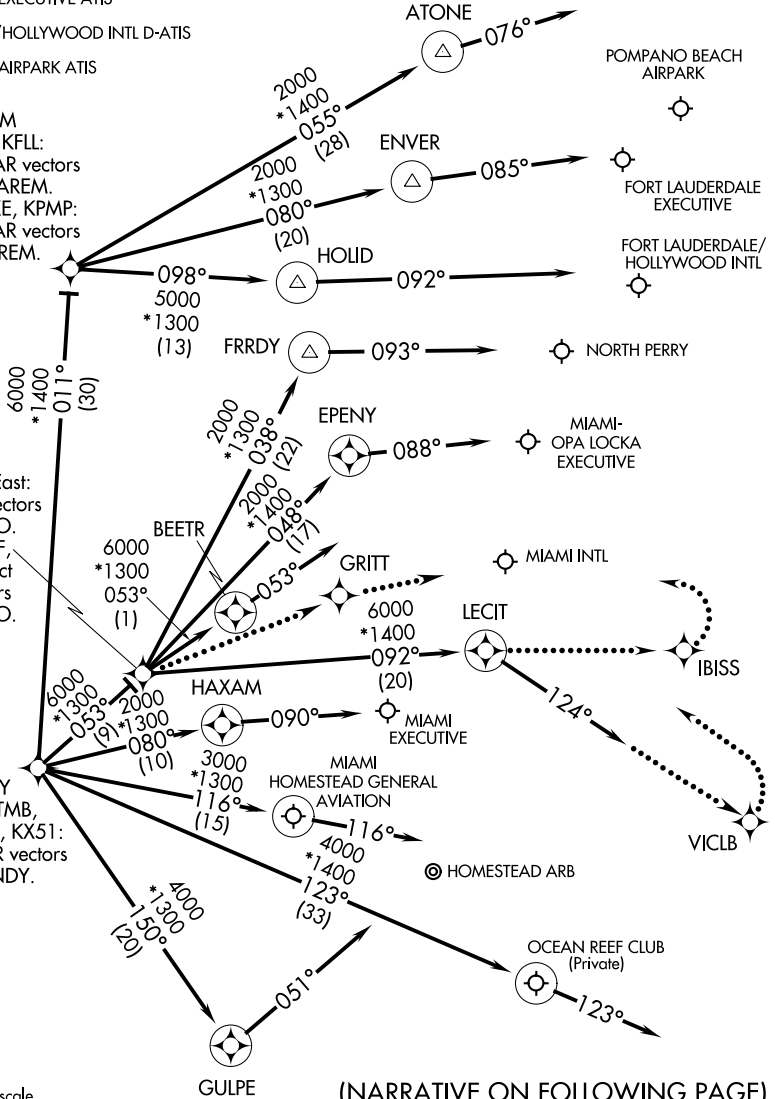 EXECUTIVE ATIS
/HOLLYWOOD INTL D-ATIS
AIRPARK ATIS
ATONE
076°
POMPANO BEACH
AIRPARK
2000
*1400
055°
(28)
KFLL:
AR vectors
AREM.
KPMP:
AR vectors
REM.
ENVER
085°
2000
*1300
080°
(20)
FORT LAUDERDALE
EXECUTIVE
FORT LAUDERDALE/
HOLLYWOOD INTL
HOLID
098°
092°
5000
*1300
(13)
FRRDY
093°
NORTH PERRY
6000
*1400
011°
(30)
2000
*1300
038°
(22)
EPENY
088°
MIAMI-
OPA LOCKA
EXECUTIVE
2000
*1400
048°
(17)
East:
ectors
O.
F,
ct
rs
O.
BEETR
053°
6000
*1300
053°
(1)
GRITT
MIAMI INTL
6000
*1400
092°
(20)
LECIT
IBISS
124°
VICLB
6000
*1300
053°
(9)
HAXAM
090°
MIAMI
EXECUTIVE
2000
*1300
080°
(10)
3000
*1300
116°
(15)
MIAMI
HOMESTEAD GENERAL
AVIATION
116°
Y
TMB,
, KX51:
R vectors
NDY.
4000
*1400
123°
(33)
HOMESTEAD ARB
4000
*1300
150°
(20)
OCEAN REEF CLUB
(Private)
123°
051°
GULPE
scale
(NARRATIVE ON FOLLOWING PAGE)